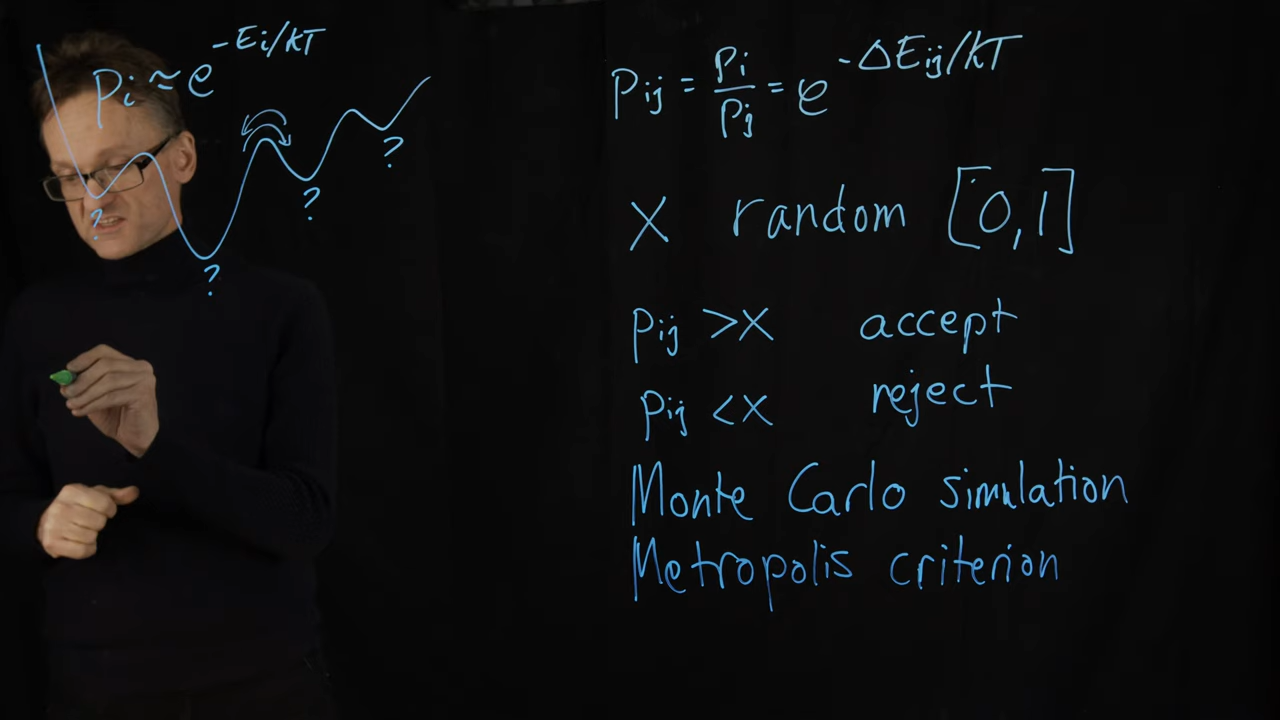 pᵢ ~ e^(-Eᵢ/kT)
? ? ? ?
pᵢⱼ = pᵢ/pⱼ = e^(-ΔEᵢⱼ/kT)
X random [0,1]
pᵢⱼ > X accept
pᵢⱼ < X reject
Monte Carlo simulation
Metropolis criterion